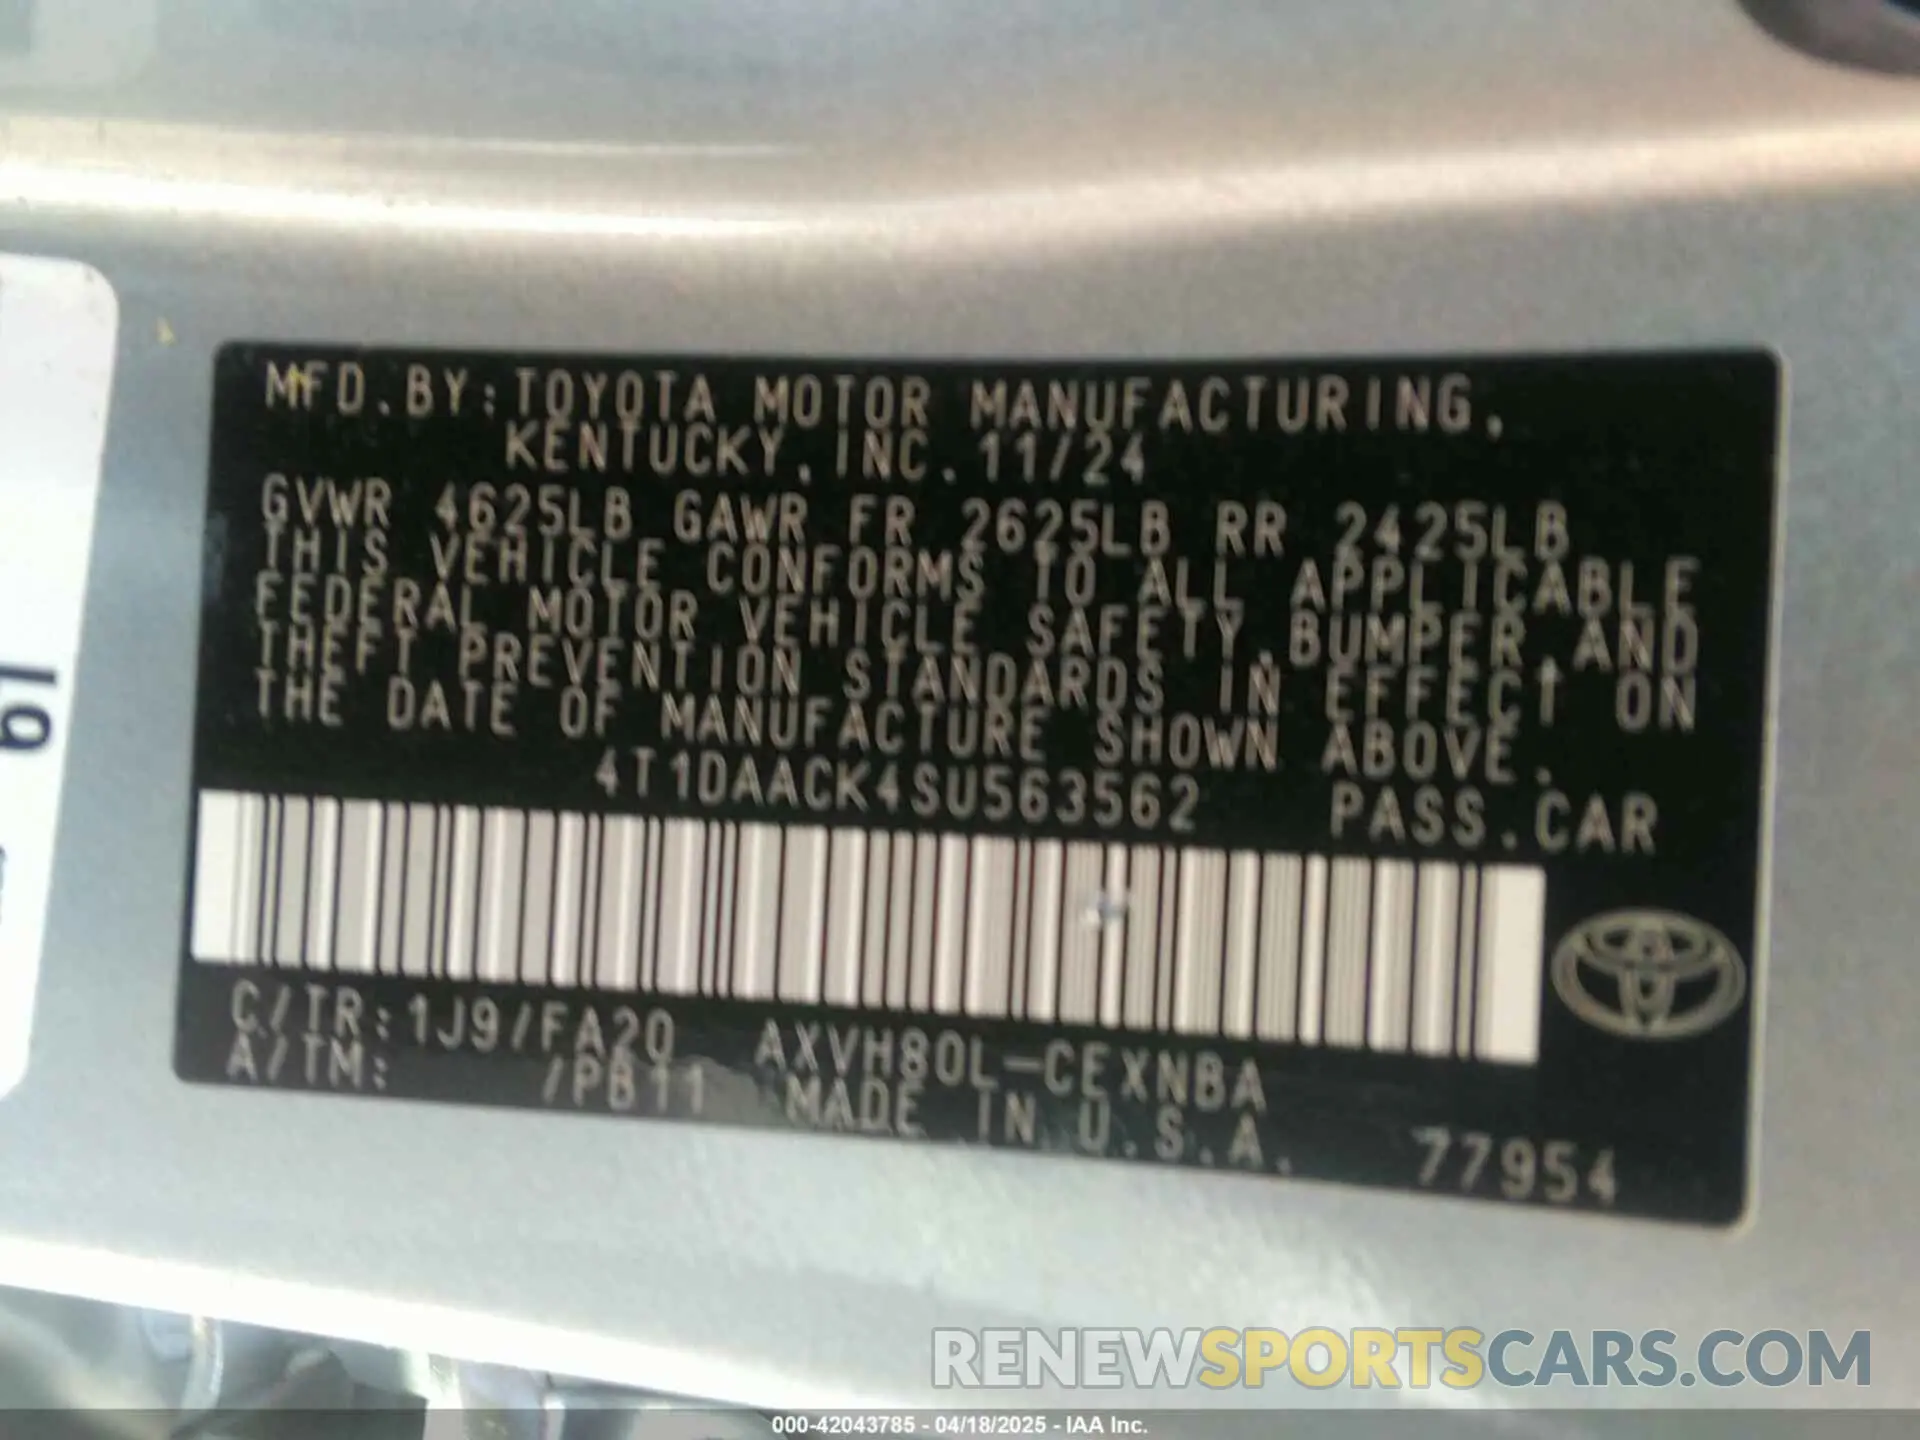 MFD.BY:TOYOTA MOTOR MANUFACTURING,
KENTUCKY, INC. 11/24
GVWR 4625LB GAWR FR 2625LB RR 2425LB
THIS VEHICLE CONFORMS TO ALL APPLICABLE
FEDERAL MOTOR VEHICLE SAFETY, BUMPER, AND
THEFT PREVENTION STANDARDS IN EFFECT ON
THE DATE OF MANUFACTURE SHOWN ABOVE.
4T1DAACK4SU563562 PASS.CAR
C/TR:1J9/FA20 AXVH80L-CEXNBA
A/TM: /PB11 MADE IN U.S.A. 77954
RENEWSPORTSCARS.COM
000-42043785 - 04/18/2025 - IAA Inc.